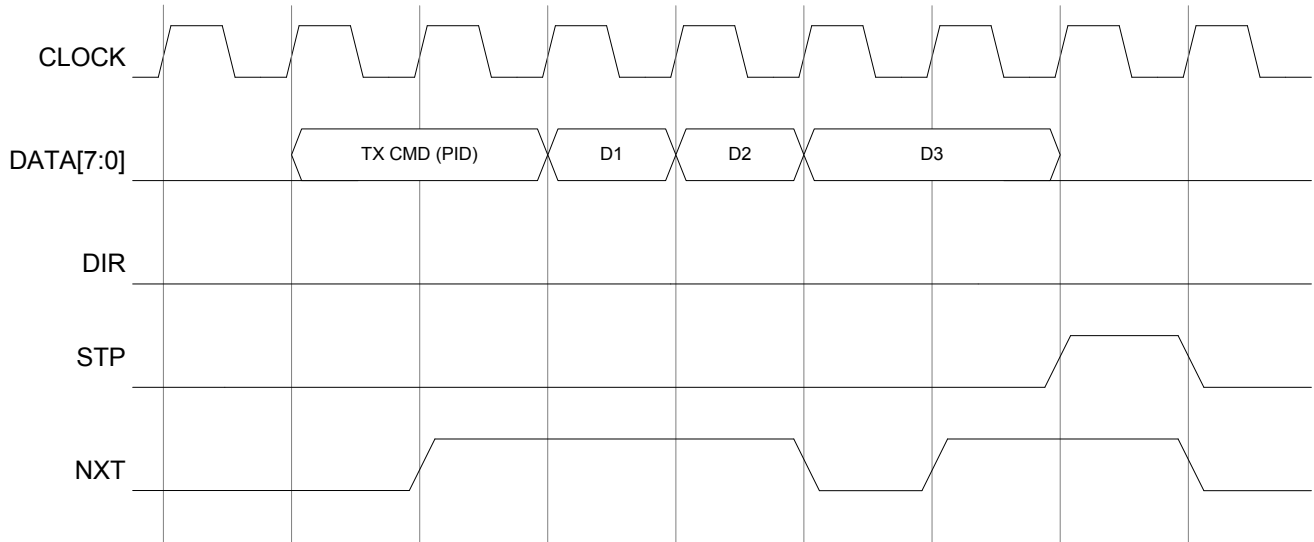 CLOCK
DATA[7:0]
TX CMD (PID)
D1
D2
D3
DIR
STP
NXT